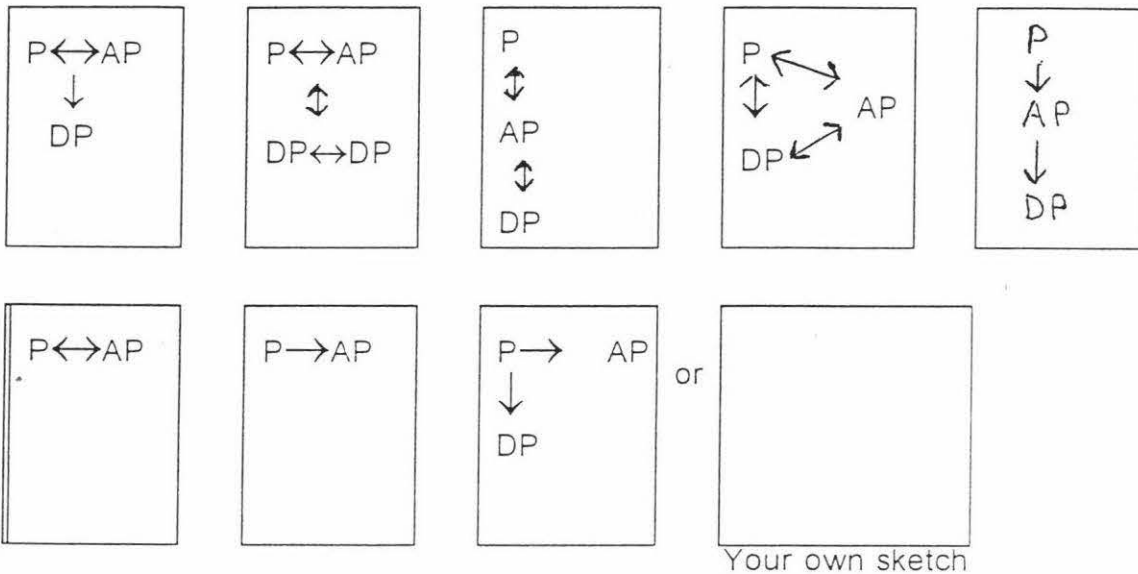 P↔AP
↓
DP
P↔AP
↕
DP↔DP
P
↕
AP
↕
DP
P
AP
DP
P
↓
AP
↓
DP
P↔AP
P→AP
P→ AP
↓
DP
or
Your own sketch